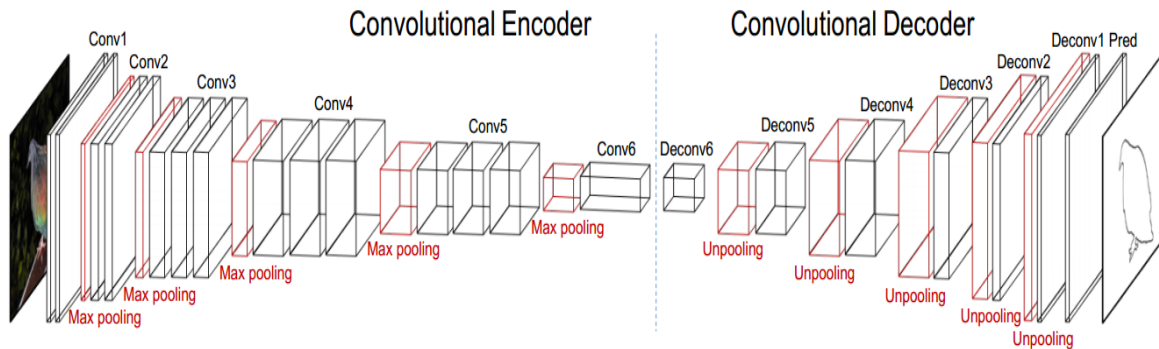 Convolutional Encoder
Convolutional Decoder
Conv1
Conv2
Conv3
Conv4
Conv5
Conv6
Deconv6
Deconv5
Deconv4
Deconv3
Deconv2
Deconv1 Pred
Max pooling
Max pooling
Max pooling
Max pooling
Max pooling
Unpooling
Unpooling
Unpooling
Unpooling
Unpooling